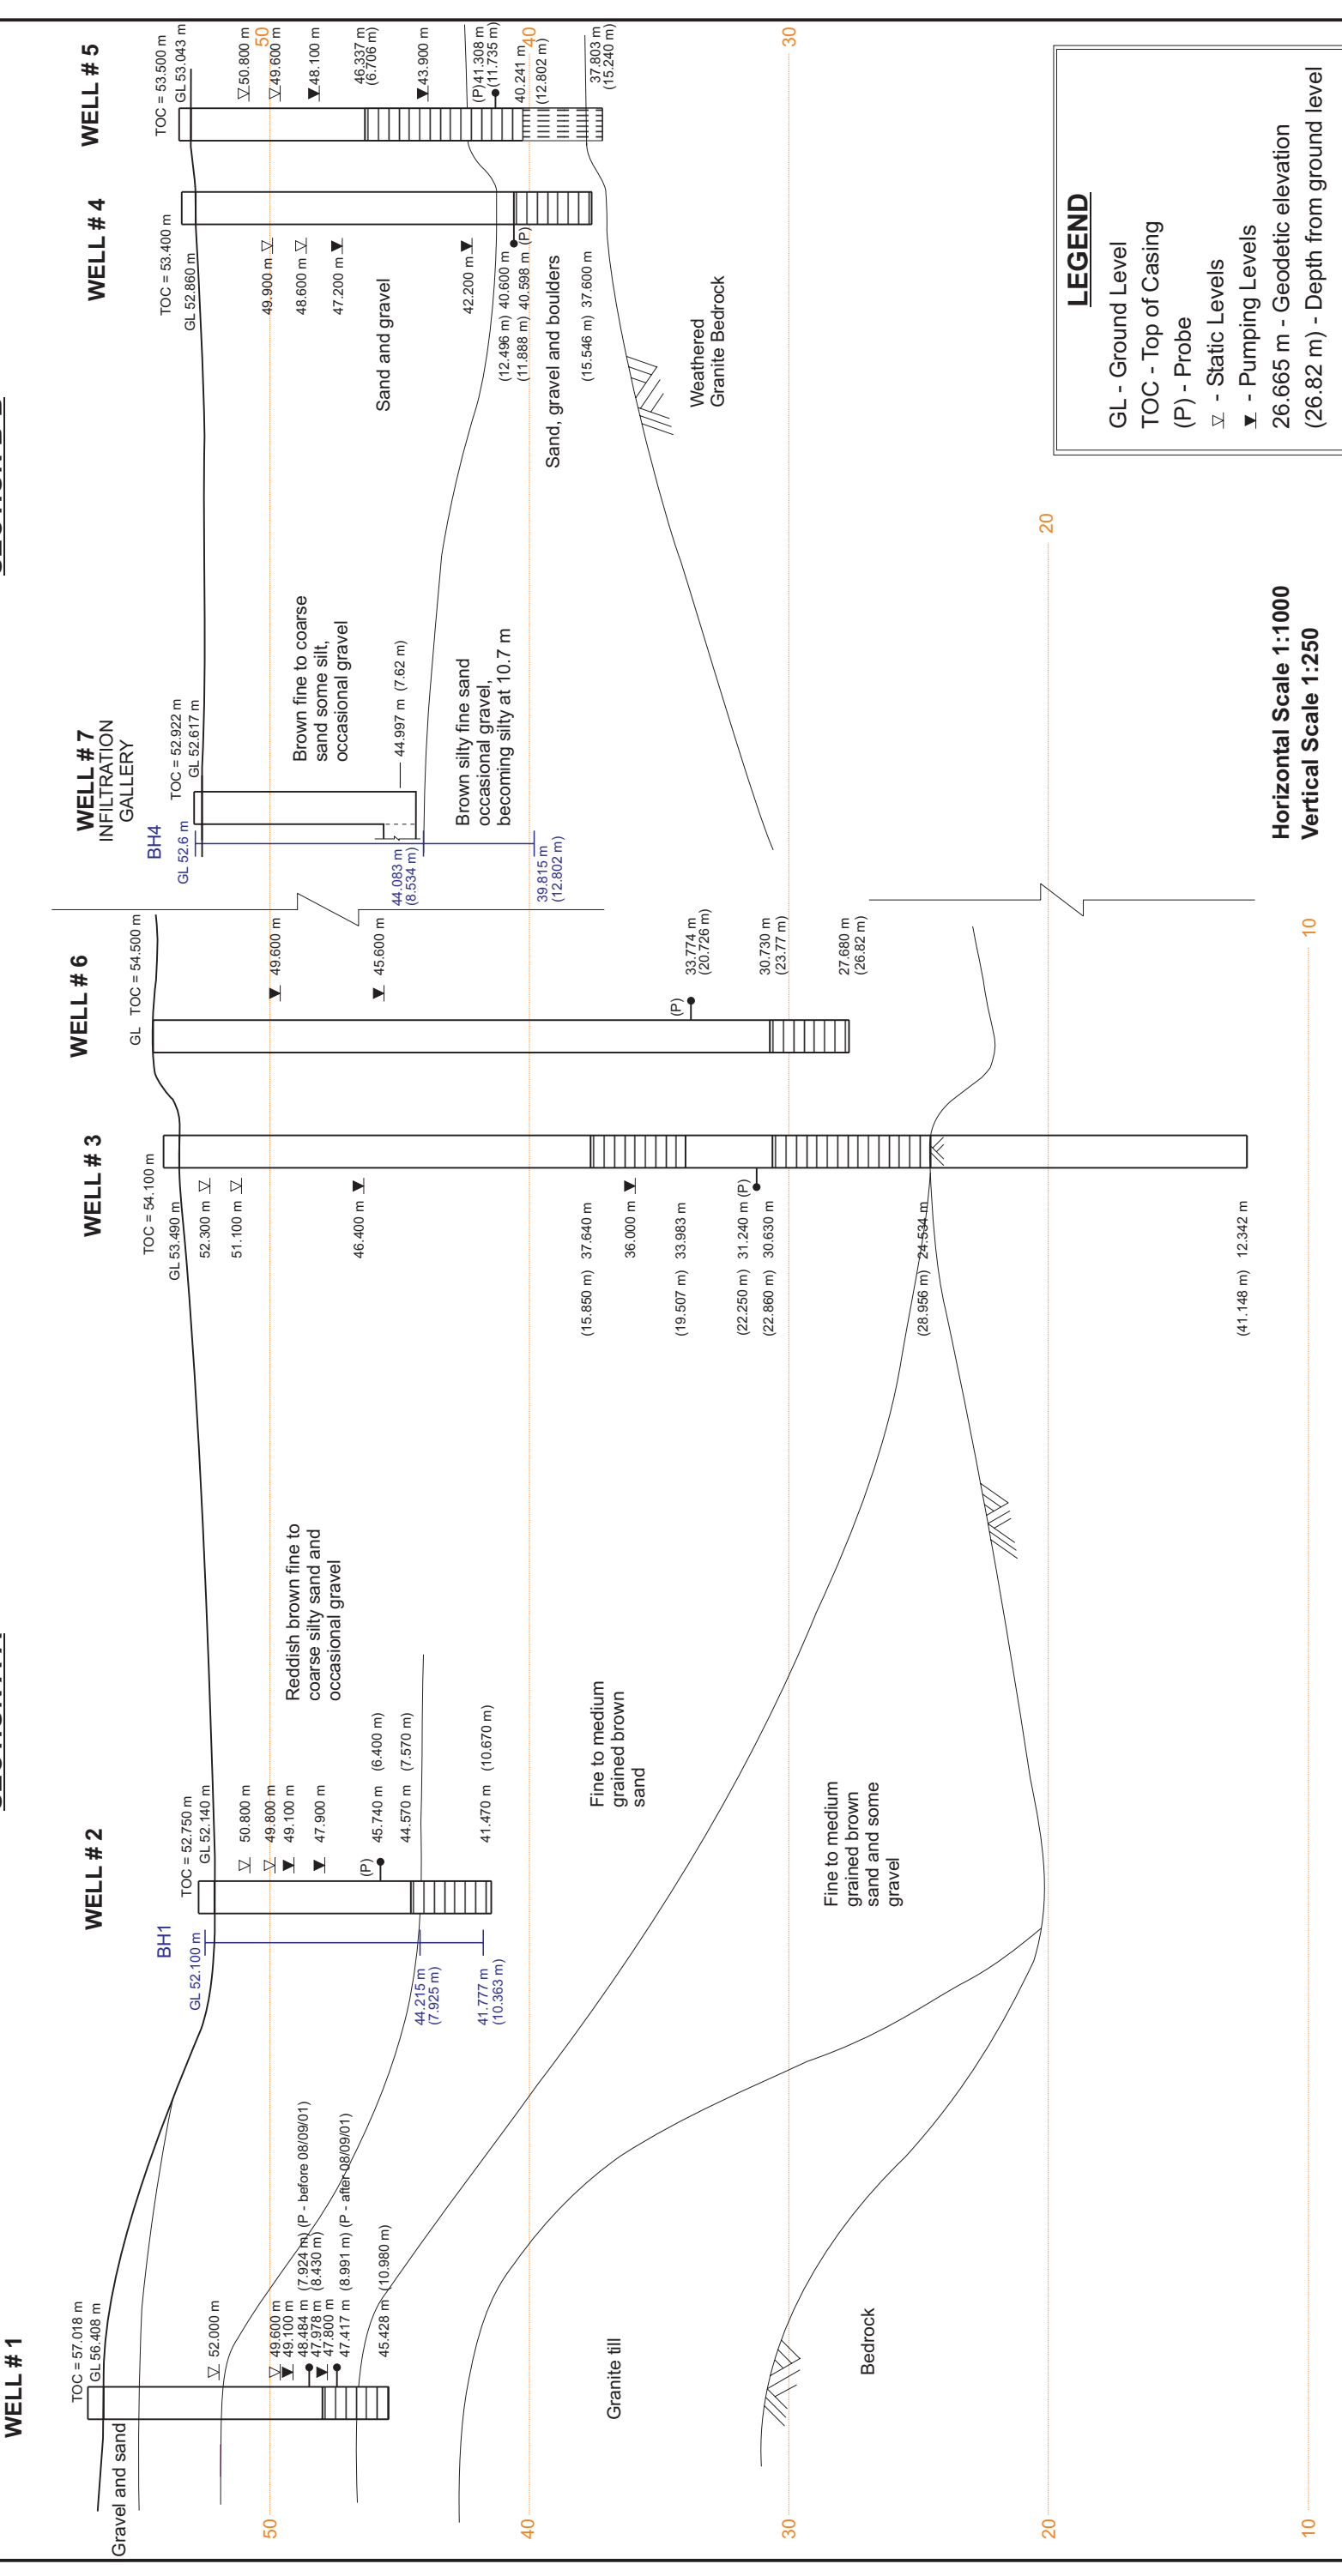 WELL # 1
TOC = 57.018 m
GL 56.408 m
Gravel and sand
52.000 m
49.600 m
49.100 m
48.484 m (7.924 m) (P - before 08/09/01)
47.978 m (8.430 m)
47.800 m
47.417 m (8.991 m) (P - after 08/09/01)
45.428 m (10.980 m)
Granite till
Bedrock
BH1
GL 52.100 m
44.215 m
(7.925 m)
41.777 m
(10.363 m)
WELL # 2
TOC = 52.750 m
GL 52.140 m
50.800 m
49.800 m
49.100 m
47.900 m
(P)
45.740 m (6.400 m)
44.570 m (7.570 m)
41.470 m (10.670 m)
Reddish brown fine to
coarse silty sand and
occasional gravel
Fine to medium
grained brown
sand
Fine to medium
grained brown
sand and some
gravel
WELL # 3
TOC = 54.100 m
GL 53.490 m
52.300 m
51.100 m
46.400 m
(15.850 m) 37.640 m
36.000 m
(19.507 m) 33.983 m
(22.250 m) 31.240 m (P)
(22.860 m) 30.630 m
(28.956 m) 24.534 m
(41.148 m) 12.342 m
WELL # 6
GL TOC = 54.500 m
49.600 m
45.600 m
(P)
33.774 m
(20.726 m)
30.730 m
(23.77 m)
27.680 m
(26.82 m)
WELL # 7
INFILTRATION
GALLERY
BH4
GL 52.6 m
TOC = 52.922 m
GL 52.617 m
44.083 m
(8.534 m)
39.815 m
(12.802 m)
44.997 m (7.62 m)
Brown fine to coarse
sand some silt,
occasional gravel
Brown silty fine sand
occasional gravel,
becoming silty at 10.7 m
WELL # 4
TOC = 53.400 m
GL 52.860 m
49.900 m
48.600 m
47.200 m
42.200 m
(12.496 m) 40.600 m
(11.888 m) 40.598 m (P)
(15.546 m) 37.600 m
Sand and gravel
Sand, gravel and boulders
Weathered
Granite Bedrock
WELL # 5
TOC = 53.500 m
GL 53.043 m
50.800 m
49.600 m
48.100 m
46.337 m
(6.706 m)
43.900 m
(P) 41.308 m
(11.735 m)
40.241 m
(12.802 m)
37.803 m
(15.240 m)
50
40
30
20
10
50
40
30
20
10
Horizontal Scale 1:1000
Vertical Scale 1:250
LEGEND
GL - Ground Level
TOC - Top of Casing
(P) - Probe
- Static Levels
- Pumping Levels
26.665 m - Geodetic elevation
(26.82 m) - Depth from ground level